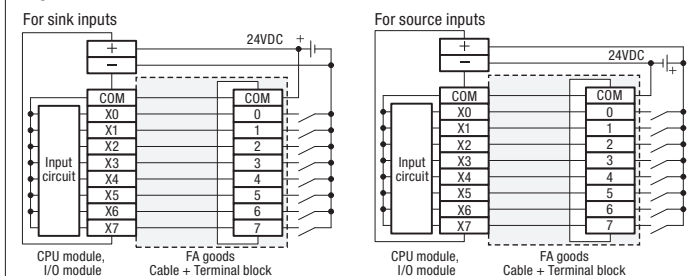 For sink inputs
+
−
24VDC
+
COM
X0
X1
X2
X3
X4
X5
X6
X7
Input
circuit
COM
0
1
2
3
4
5
6
7
CPU module,
I/O module
FA goods
Cable + Terminal block
For source inputs
+
−
24VDC
+
COM
X0
X1
X2
X3
X4
X5
X6
X7
Input
circuit
COM
0
1
2
3
4
5
6
7
CPU module,
I/O module
FA goods
Cable + Terminal block